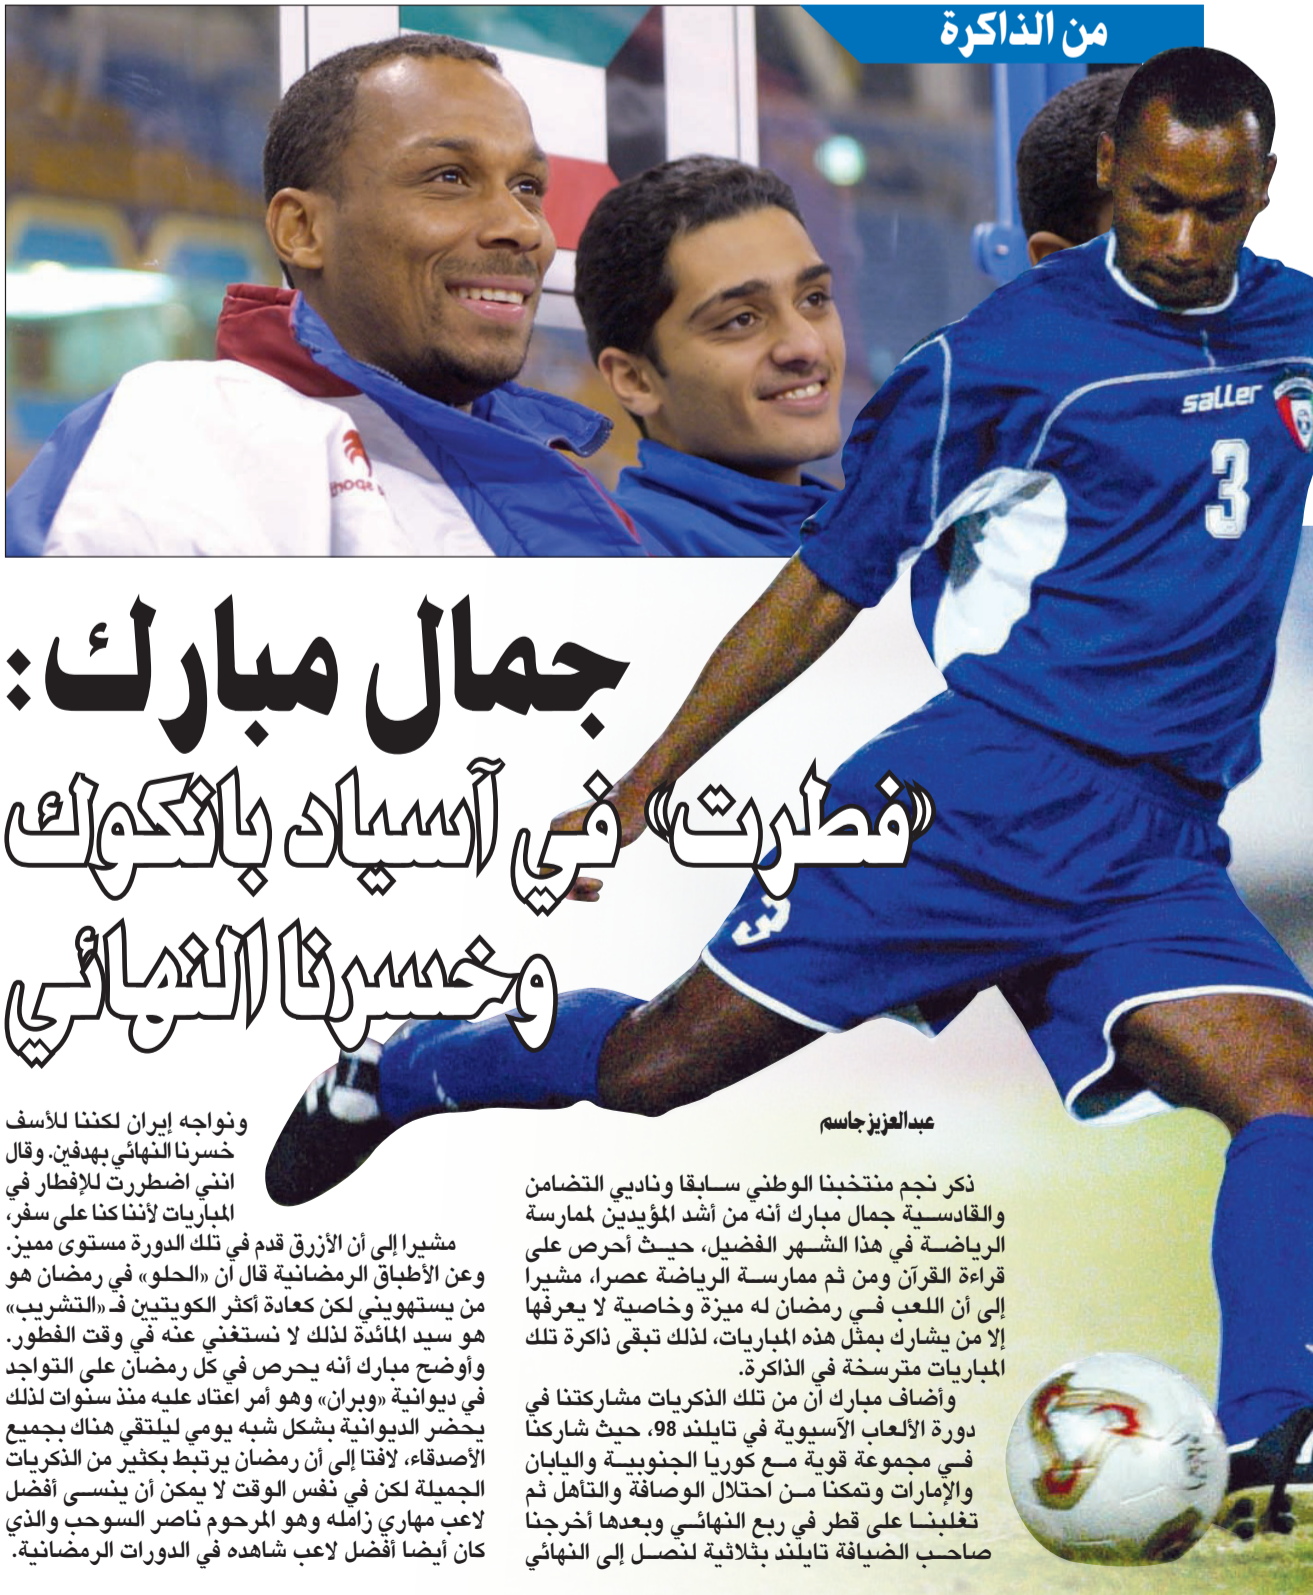 من الذاكرة
saller
3
جمال مبارك:
«فطرت» في آسياد بانكوك
وخسرنا النهائي
3
عبدالعزيز جاسم
ذكر نجم منتخبنا الوطني سابقا وناديي التضامن
والقادسية جمال مبارك أنه من أشد المؤيدين لممارسة
الرياضة في هذا الشهر الفضيل، حيث أحرص على
قراءة القرآن ومن ثم ممارسة الرياضة عصرا، مشيرا
إلى أن اللعب في رمضان له ميزة وخاصية لا يعرفها
إلا من يشارك بمثل هذه المباريات، لذلك تبقى ذاكرة تلك
المباريات مترسخة في الذاكرة.
وأضاف مبارك ان من تلك الذكريات مشاركتنا في
دورة الألعاب الآسيوية في تايلند 98، حيث شاركنا
في مجموعة قوية مع كوريا الجنوبية واليابان
والإمارات وتمكنا من احتلال الوصافة والتأهل ثم
تغلبنا على قطر في ربع النهائي وبعدها أخرجنا
صاحب الضيافة تايلند بثلاثية لنصل إلى النهائي
ونواجه إيران لكننا للأسف
خسرنا النهائي بهدفين. وقال
انني اضطررت للإفطار في
المباريات لأننا كنا على سفر،
مشيرا إلى أن الأزرق قدم في تلك الدورة مستوى مميز.
وعن الأطباق الرمضانية قال ان «الحلو» في رمضان هو
من يستهويني لكن كعادة أكثر الكويتيين فـ «التشريب»
هو سيد المائدة لذلك لا نستغني عنه في وقت الفطور.
وأوضح مبارك أنه يحرص في كل رمضان على التواجد
في ديوانية «وبران» وهو أمر اعتاد عليه منذ سنوات لذلك
يحضر الديوانية بشكل شبه يومي ليلتقي هناك بجميع
الأصدقاء، لافتا إلى أن رمضان يرتبط بكثير من الذكريات
الجميلة لكن في نفس الوقت لا يمكن أن ينسى أفضل
لاعب مهاري زامله وهو المرحوم ناصر السوحب والذي
كان أيضا أفضل لاعب شاهده في الدورات الرمضانية.